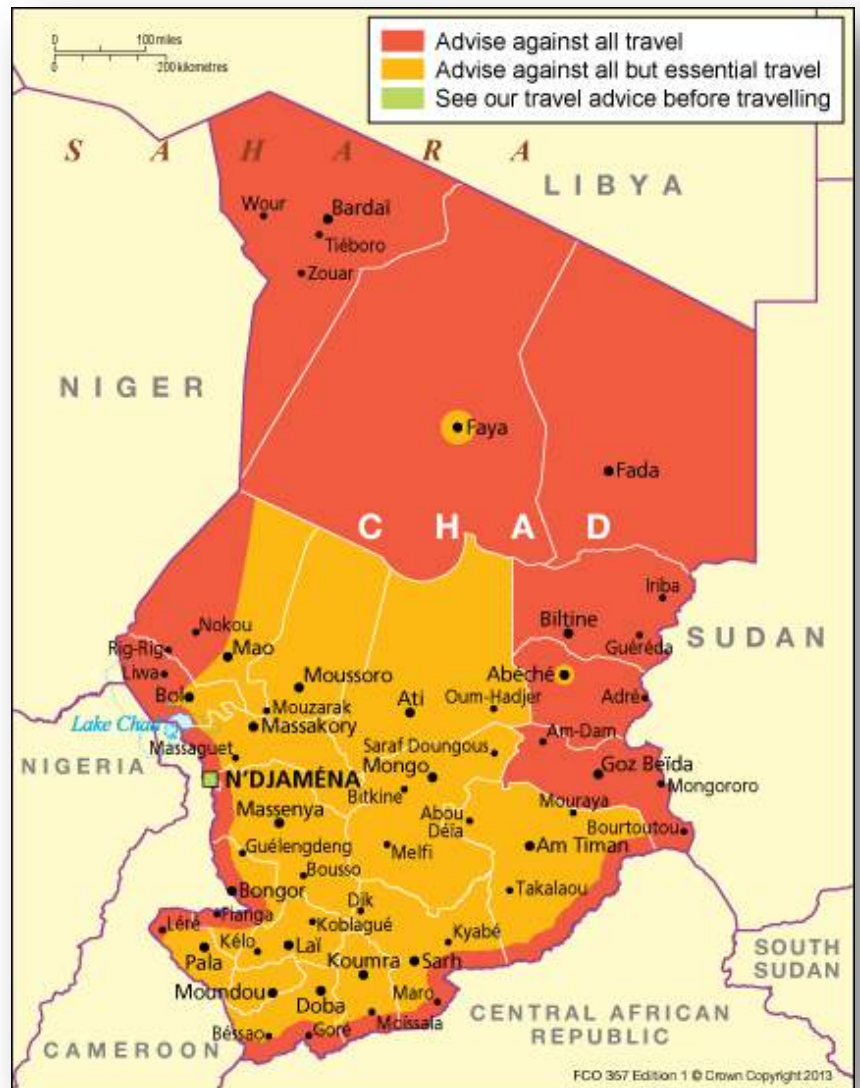 0 100 miles
0 200 kilometres
Advise against all travel
Advise against all but essential travel
See our travel advice before travelling
S A H A R A
LIBYA
Wour
Bardaï
Tiéboro
Zouar
NIGER
Faya
Fada
CHAD
Iriba
Nokou
Biltine
Guéréda
SUDAN
Rig-Rig
Mao
Liwa
Moussoro
Abéché
Bol
Ati
Oum-Hadjer
Adré
Mouzarak
Lake Chad
Massakory
Am-Dam
Massaguet
Saraf Doungous
NIGERIA
Mongo
Goz Beïda
N'DJAMÉNA
Mongororo
Bitkine
Massenya
Abou
Déïa
Mouraya
Bourtoutou
Guélengdeng
Melfi
Am Timan
Bousso
Bongor
Takalaou
Dik
Fianga
Léré
Koblagué
Kyabé
Kélo
Laï
Pala
Koumra
Sarh
SOUTH
SUDAN
Moundou
Doba
Maro
Moïssala
CENTRAL AFRICAN
REPUBLIC
Béssao
Goré
CAMEROON
FCO 367 Edition 1 © Crown Copyright 2013